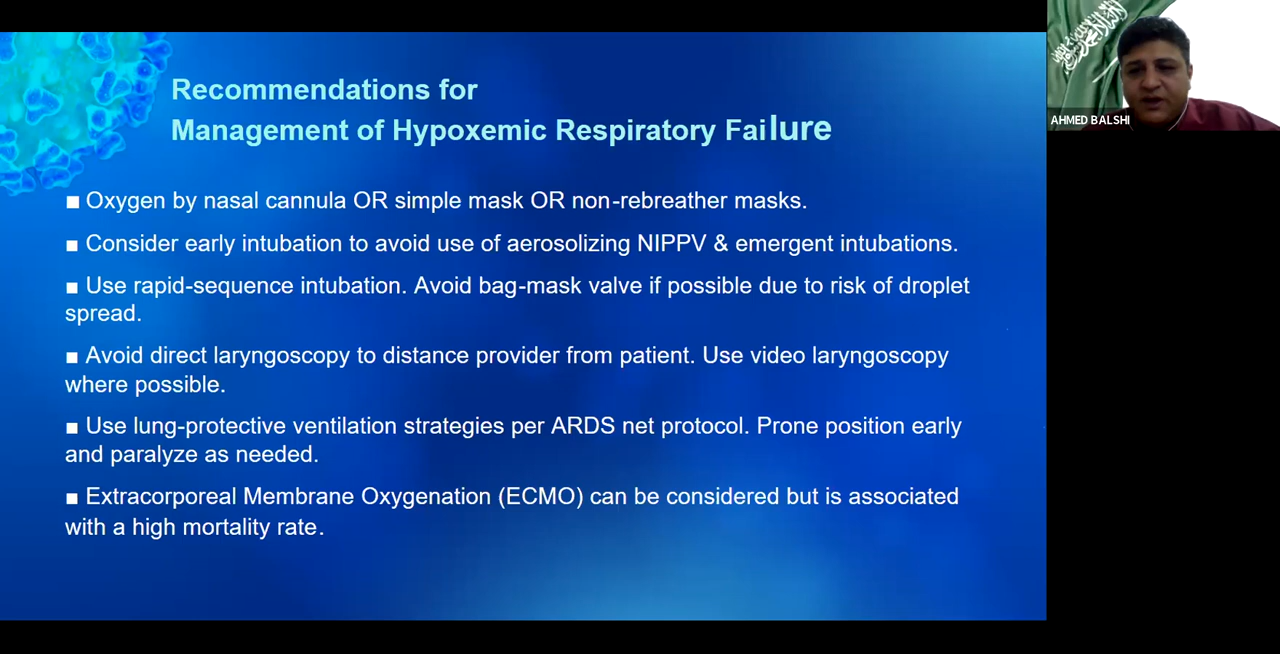 Recommendations for
Management of Hypoxemic Respiratory Failure
■ Oxygen by nasal cannula OR simple mask OR non-rebreather masks.
■ Consider early intubation to avoid use of aerosolizing NIPPV & emergent intubations.
■ Use rapid-sequence intubation. Avoid bag-mask valve if possible due to risk of droplet
spread.
■ Avoid direct laryngoscopy to distance provider from patient. Use video laryngoscopy
where possible.
■ Use lung-protective ventilation strategies per ARDS net protocol. Prone position early
and paralyze as needed.
■ Extracorporeal Membrane Oxygenation (ECMO) can be considered but is associated
with a high mortality rate.
AHMED BALSHI